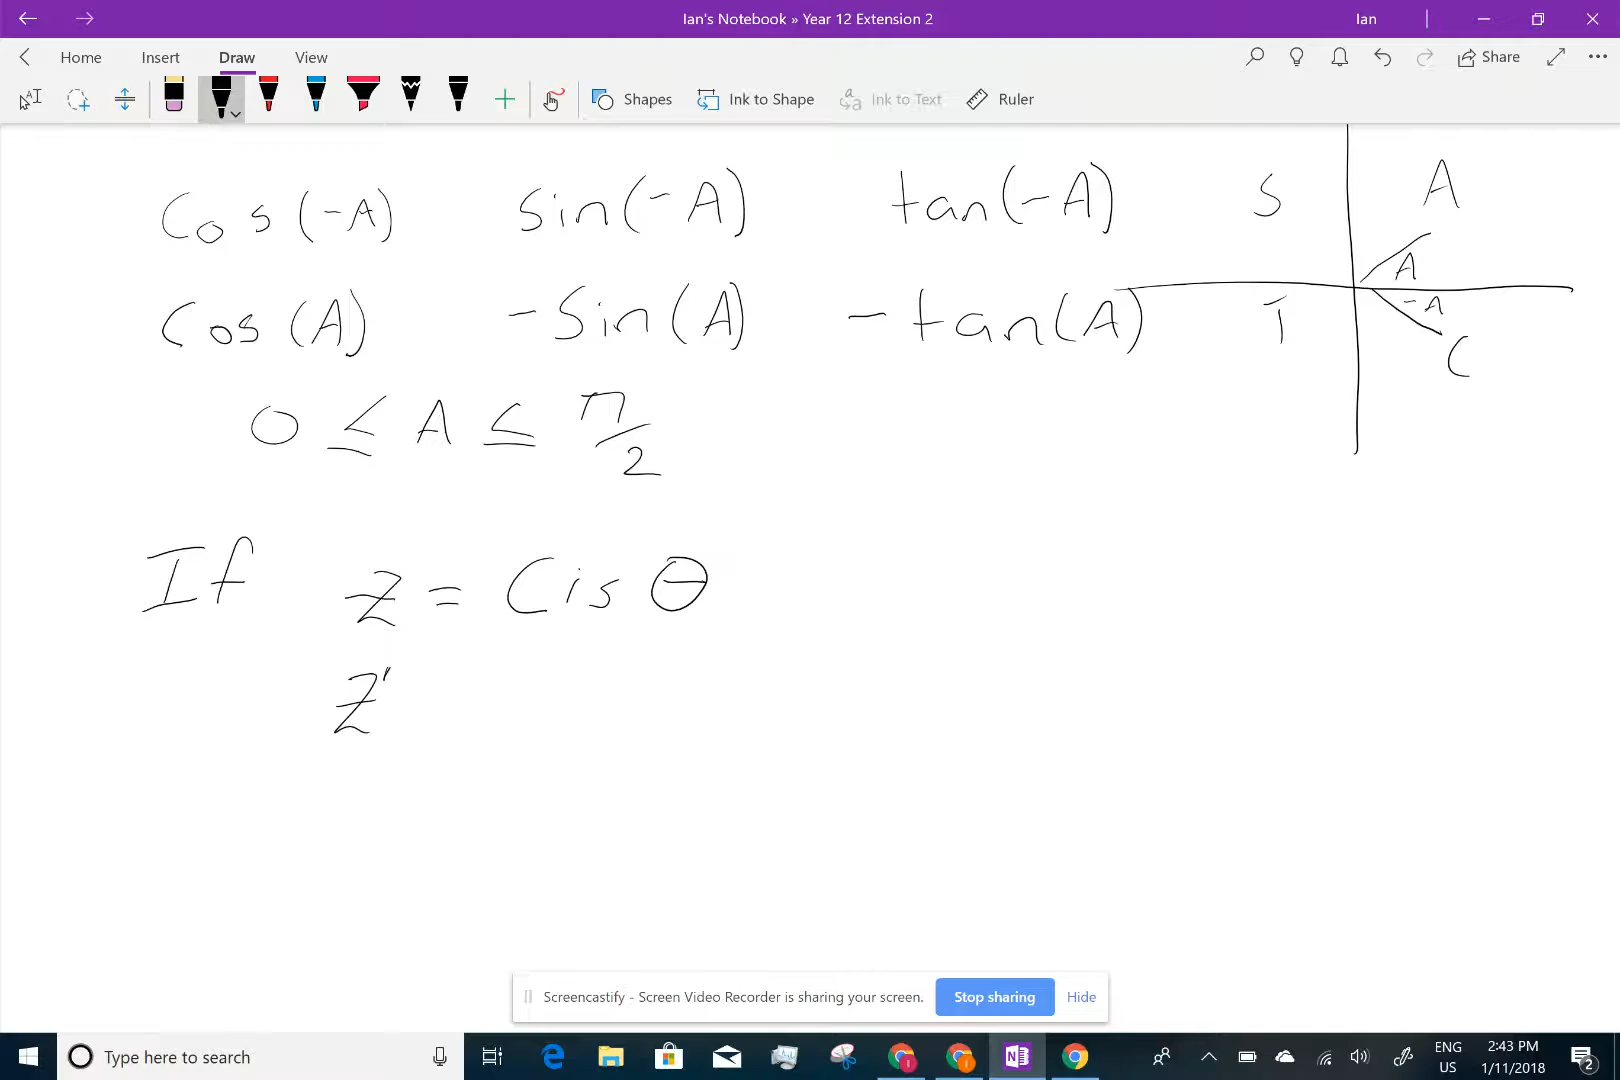 Ian's Notebook » Year 12 Extension 2
Ian
Home Insert Draw View
Share
Shapes Ink to Shape Ink to Text Ruler
Cos(-A) sin(-A) tan(-A) S A
A
Cos(A) -Sin(A) -tan(A) T -A
C
0 ≤ A ≤ π/2
If z = Cis θ
z
Screencastify - Screen Video Recorder is sharing your screen. Stop sharing Hide
Type here to search
ENG
US
2:43 PM
1/11/2018
2